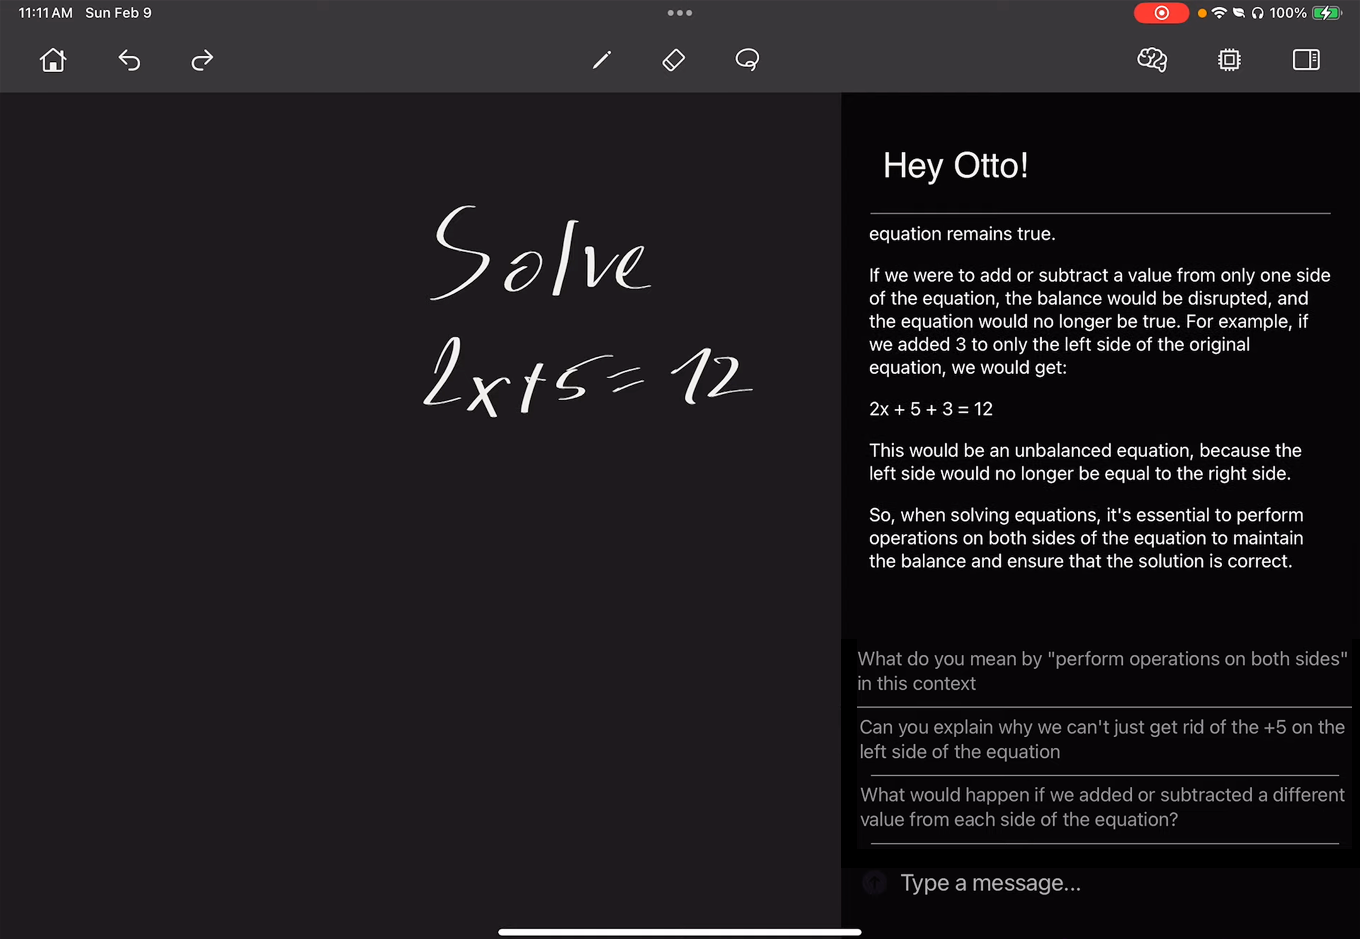 11:11 AM Sun Feb 9
100%
Hey Otto!
Solve
2x+5=12
equation remains true.
If we were to add or subtract a value from only one side
of the equation, the balance would be disrupted, and
the equation would no longer be true. For example, if
we added 3 to only the left side of the original
equation, we would get:
2x + 5 + 3 = 12
This would be an unbalanced equation, because the
left side would no longer be equal to the right side.
So, when solving equations, it's essential to perform
operations on both sides of the equation to maintain
the balance and ensure that the solution is correct.
What do you mean by "perform operations on both sides"
in this context
Can you explain why we can't just get rid of the +5 on the
left side of the equation
What would happen if we added or subtracted a different
value from each side of the equation?
Type a message...